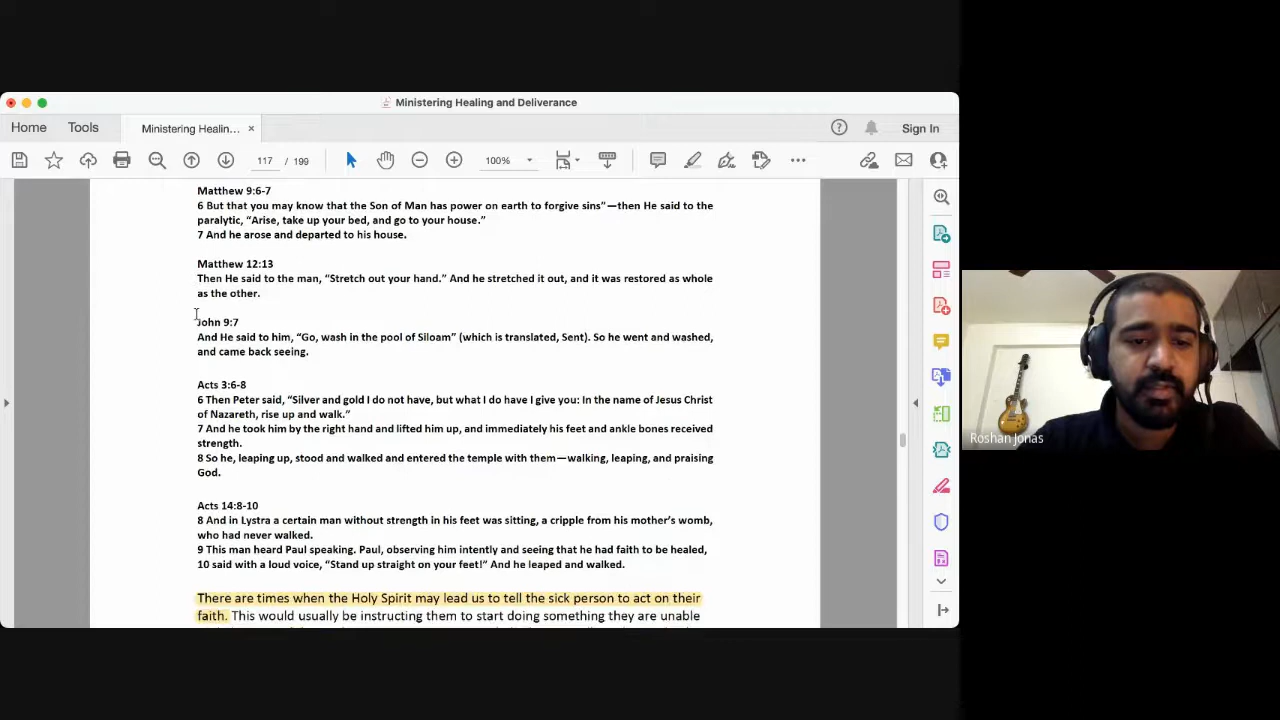 Ministering Healing and Deliverance
Home
Tools
Ministering Healin...
Sign In
117 / 199
100%
Matthew 9:6-7
6 But that you may know that the Son of Man has power on earth to forgive sins”—then He said to the
paralytic, “Arise, take up your bed, and go to your house.”
7 And he arose and departed to his house.
Matthew 12:13
Then He said to the man, “Stretch out your hand.” And he stretched it out, and it was restored as whole
as the other.
John 9:7
And He said to him, “Go, wash in the pool of Siloam” (which is translated, Sent). So he went and washed,
and came back seeing.
Acts 3:6-8
6 Then Peter said, “Silver and gold I do not have, but what I do have I give you: In the name of Jesus Christ
of Nazareth, rise up and walk.”
7 And he took him by the right hand and lifted him up, and immediately his feet and ankle bones received
strength.
8 So he, leaping up, stood and walked and entered the temple with them—walking, leaping, and praising
God.
Acts 14:8-10
8 And in Lystra a certain man without strength in his feet was sitting, a cripple from his mother’s womb,
who had never walked.
9 This man heard Paul speaking. Paul, observing him intently and seeing that he had faith to be healed,
10 said with a loud voice, “Stand up straight on your feet!” And he leaped and walked.
There are times when the Holy Spirit may lead us to tell the sick person to act on their
faith. This would usually be instructing them to start doing something they are unable
Roshan Jonas